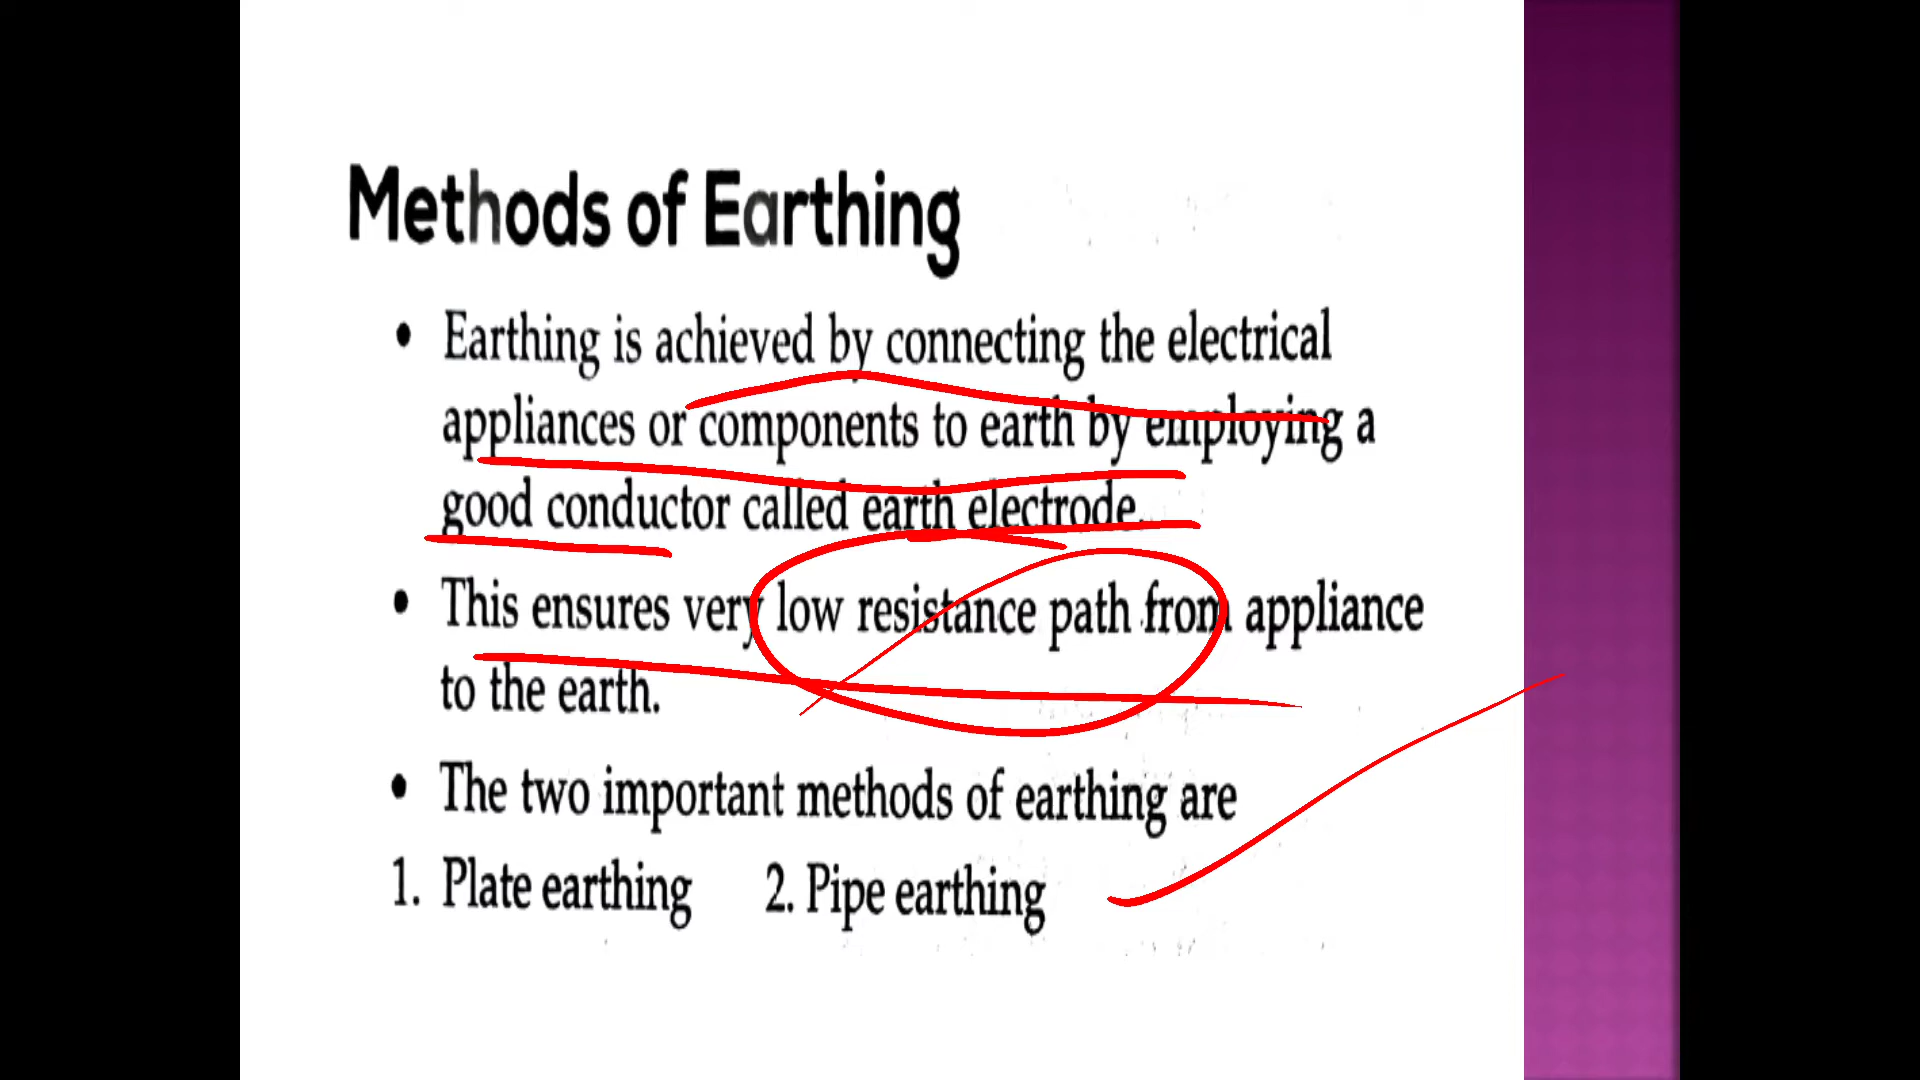 Methods of Earthing
• Earthing is achieved by connecting the electrical
appliances or components to earth by employing a
good conductor called earth electrode.
• This ensures very low resistance path from appliance
to the earth.
• The two important methods of earthing are
1. Plate earthing 2. Pipe earthing